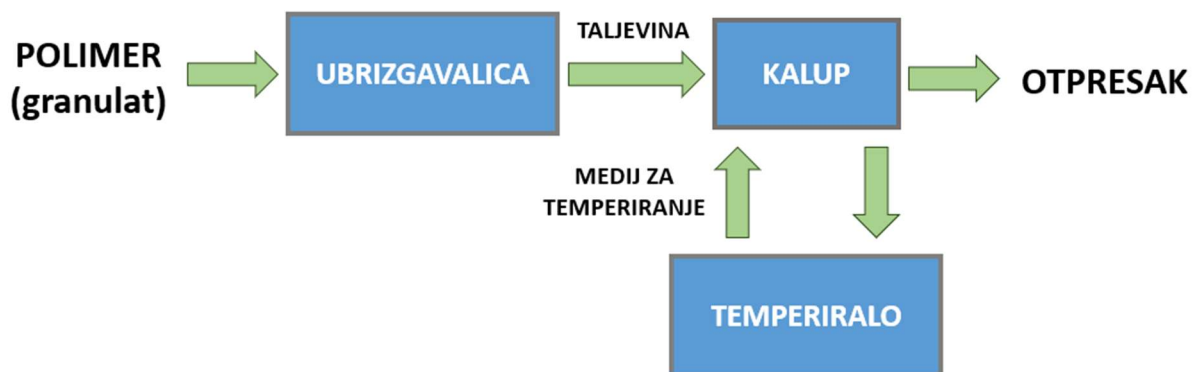 POLIMER
(granulat)
UBRIZGAVALICA
TALJEVINA
KALUP
OTPRESAK
MEDIJ ZA
TEMPERIRANJE
TEMPERIRALO